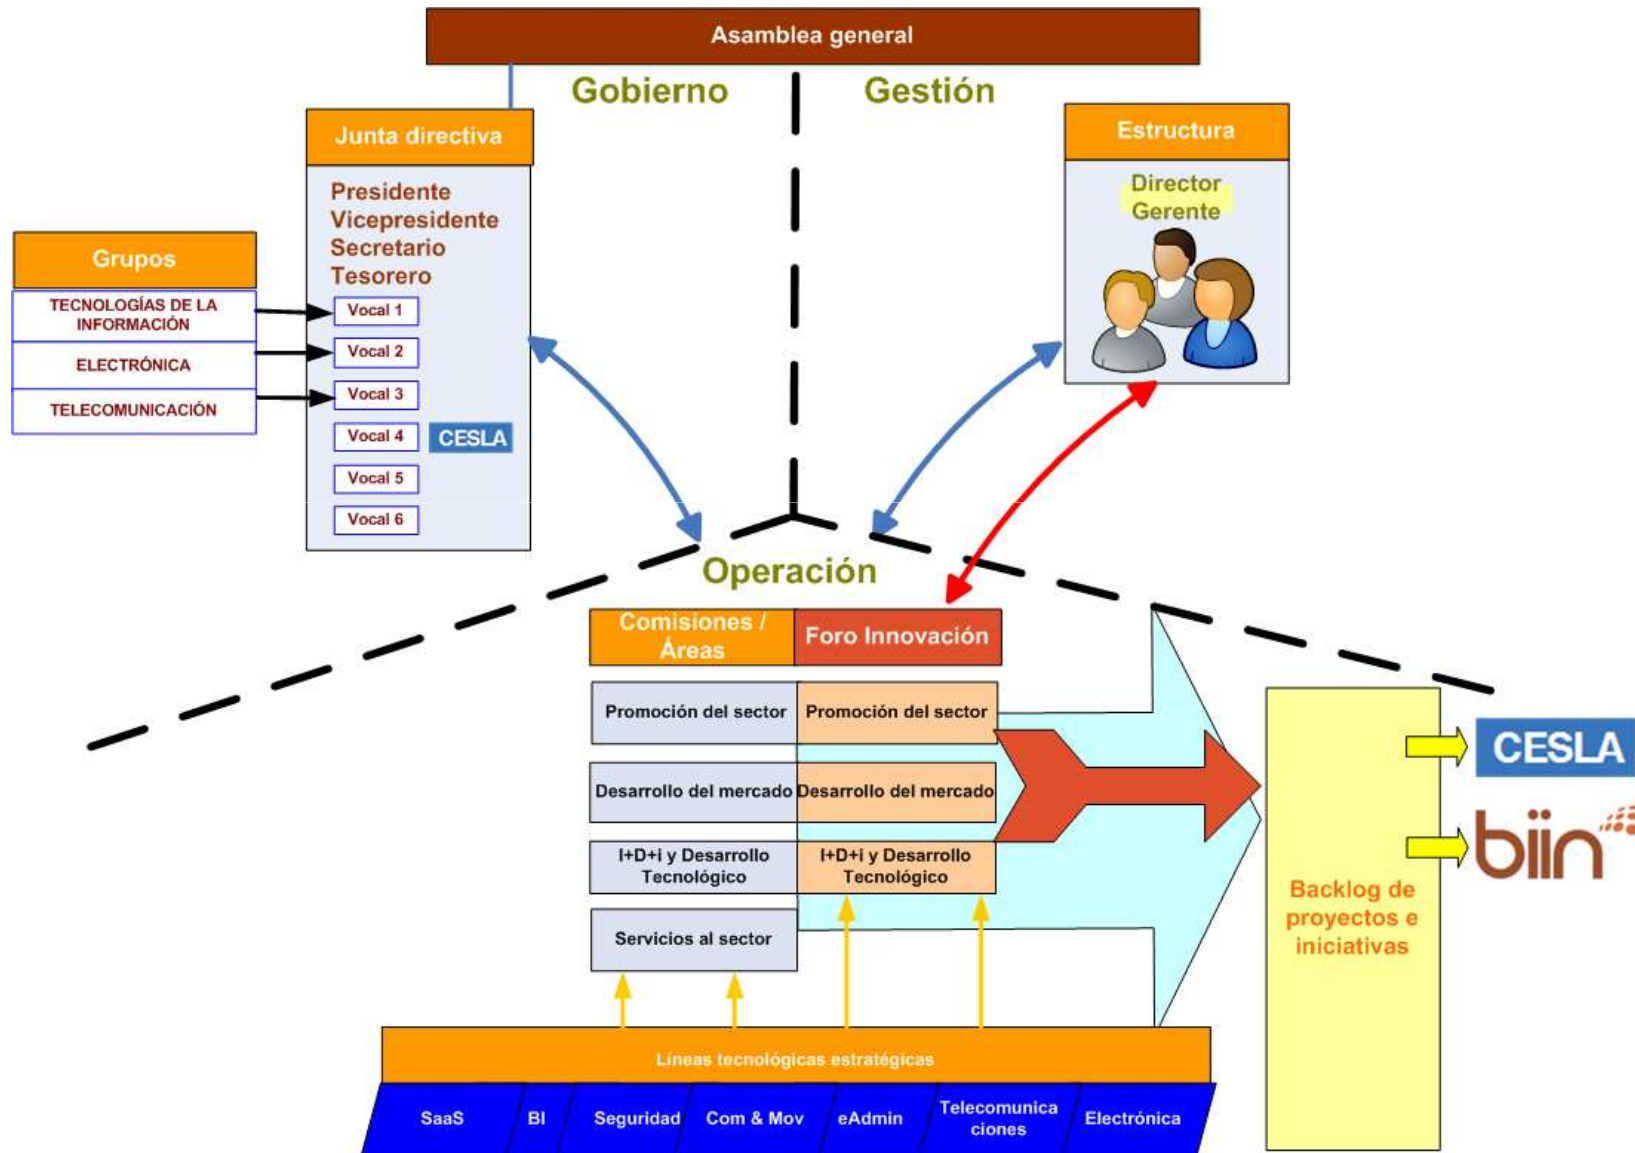 Asamblea general
Gobierno
Gestión
Junta directiva
Presidente
Vicepresidente
Secretario
Tesorero
Vocal 1
Vocal 2
Vocal 3
Vocal 4
CESLA
Vocal 5
Vocal 6
Grupos
TECNOLOGÍAS DE LA
INFORMACIÓN
ELECTRÓNICA
TELECOMUNICACIÓN
Estructura
Director
Gerente
Operación
Comisiones /
Áreas
Foro Innovación
Promoción del sector
Promoción del sector
Desarrollo del mercado
Desarrollo del mercado
I+D+i y Desarrollo
Tecnológico
I+D+i y Desarrollo
Tecnológico
Servicios al sector
Backlog de
proyectos e
iniciativas
CESLA
biin
Líneas tecnológicas estratégicas
SaaS
BI
Seguridad
Com & Mov
eAdmin
Telecomunica
ciones
Electrónica